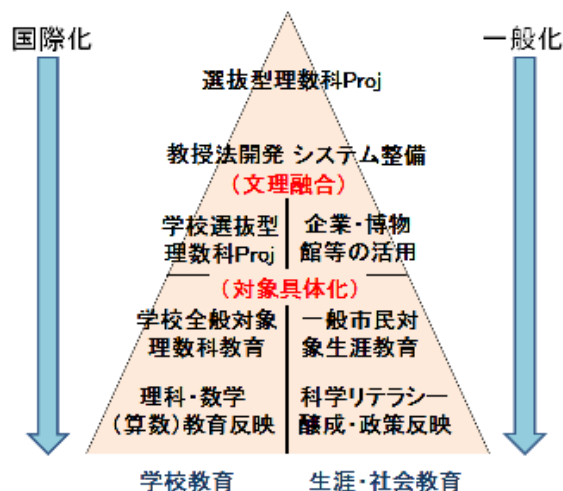 国際化
一般化
選抜型理数科Proj
教授法開発 システム整備
(文理融合)
学校選抜型
理数科Proj
企業・博物
館等の活用
(対象具体化)
学校全般対象
理数科教育
一般市民対
象生涯教育
理科・数学
(算数)教育反映
科学リテラシー
醸成・政策反映
学校教育
生涯・社会教育